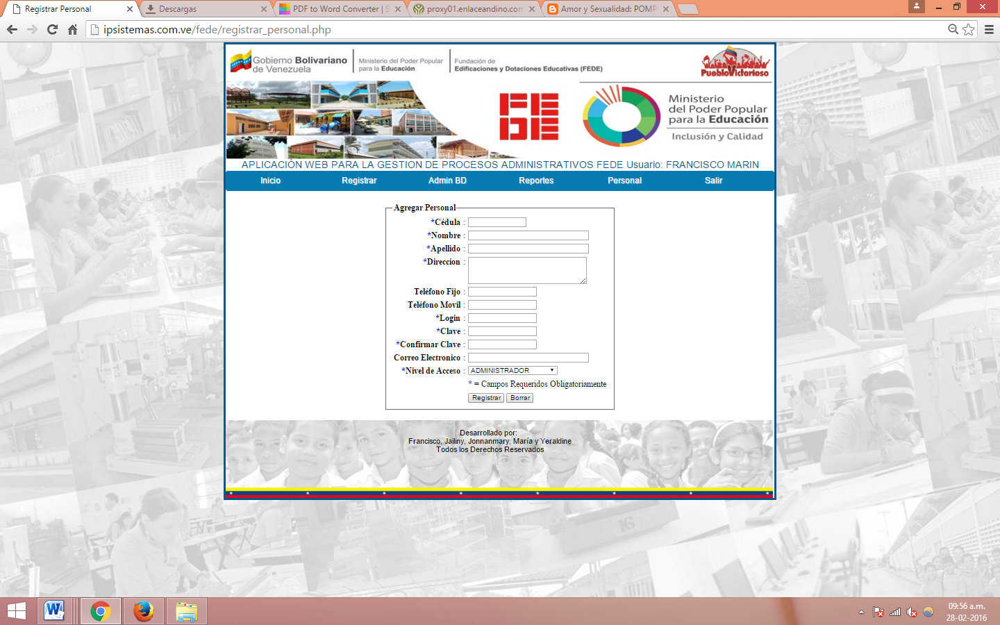 Registrar Personal
Descargas
PDF to Word Converter | S
proxy01.enlaceandino.com
Amor y Sexualidad: POMP
ipsistemas.com.ve/fede/registrar_personal.php
Gobierno Bolivariano
de Venezuela
Ministerio del Poder Popular
para la Educación
Fundación de
Edificaciones y Dotaciones Educativas (FEDE)
PuebloVictorioso
FEDE
Ministerio
del Poder Popular
para la Educación
Inclusión y Calidad
APLICACIÓN WEB PARA LA GESTION DE PROCESOS ADMINISTRATIVOS FEDE Usuario: FRANCISCO MARIN
Inicio Registrar Admin BD Reportes Personal Salir
Agregar Personal
*Cédula :
*Nombre :
*Apellido :
*Direccion :
Teléfono Fijo :
Teléfono Movil :
*Login :
*Clave :
*Confirmar Clave :
Correo Electronico :
*Nivel de Acceso : ADMINISTRADOR
* = Campos Requeridos Obligatoriamente
Registrar Borrar
Desarrollado por:
Francisco, Jailiny, Jonnanmary, María y Yeraldine
Todos los Derechos Reservados
16
09:56 a.m.
28-02-2016